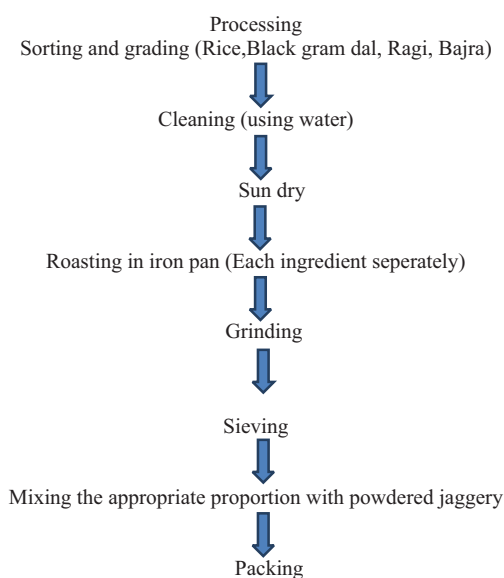 Processing
Sorting and grading (Rice,Black gram dal, Ragi, Bajra)
Cleaning (using water)
Sun dry
Roasting in iron pan (Each ingredient seperately)
Grinding
Sieving
Mixing the appropriate proportion with powdered jaggery
Packing